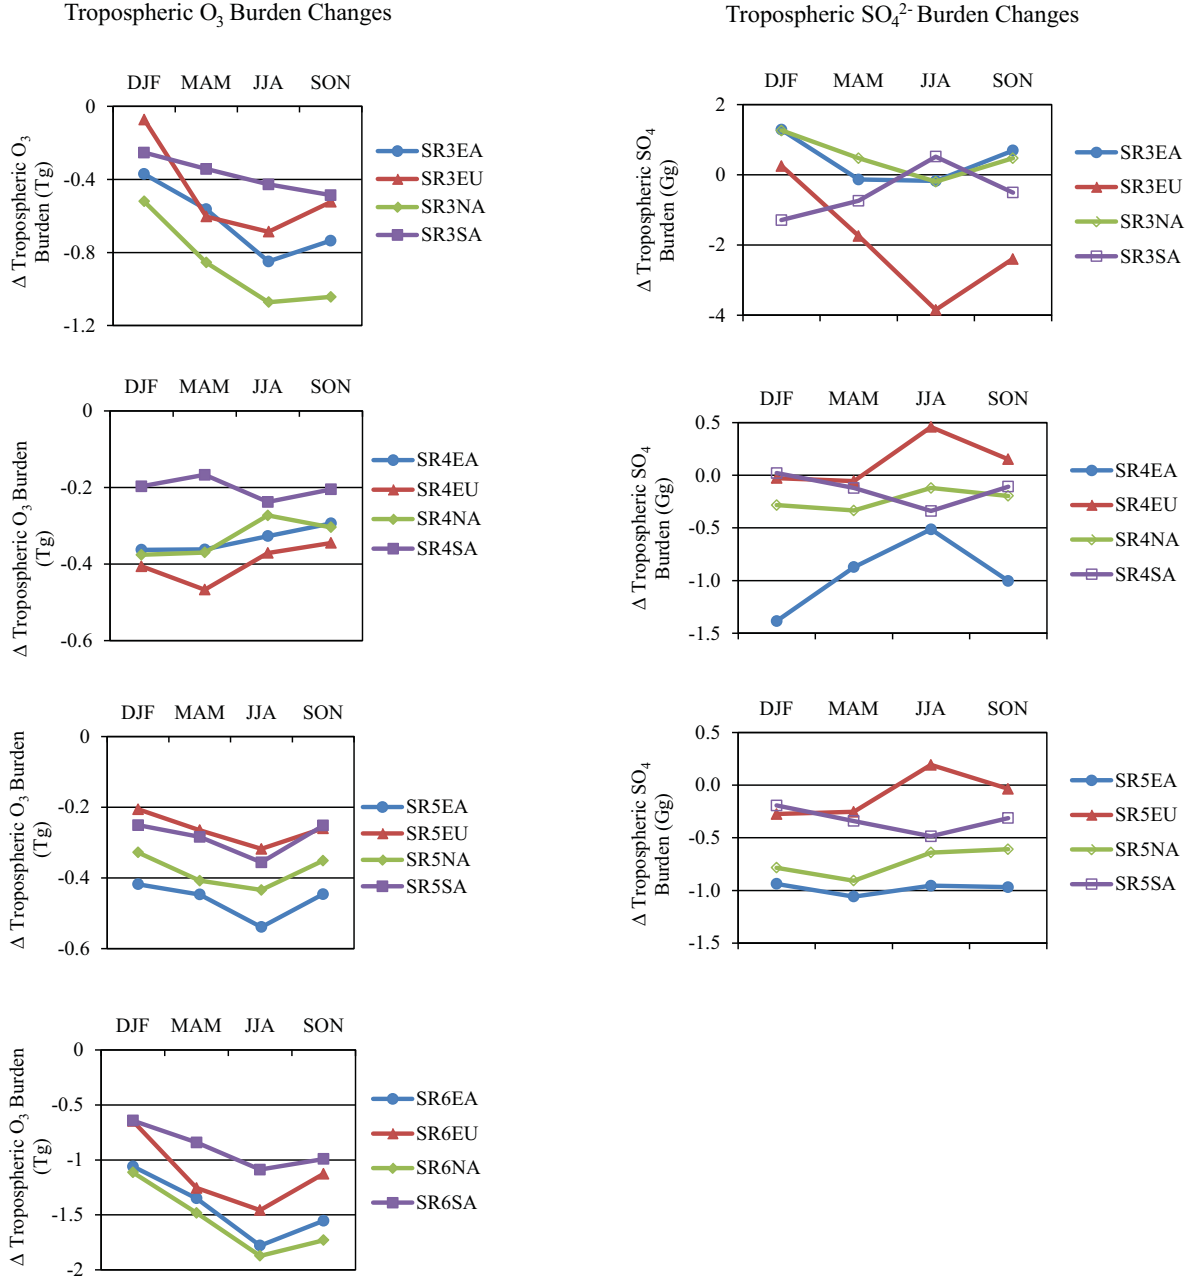 Tropospheric O3 Burden Changes
DJF MAM JJA SON
0
-0.4
-0.8
-1.2
Δ Tropospheric O3
Burden (Tg)
SR3EA
SR3EU
SR3NA
SR3SA
DJF MAM JJA SON
0
-0.2
-0.4
-0.6
Δ Tropospheric O3 Burden
(Tg)
SR4EA
SR4EU
SR4NA
SR4SA
DJF MAM JJA SON
0
-0.2
-0.4
-0.6
Δ Tropospheric O3 Burden
(Tg)
SR5EA
SR5EU
SR5NA
SR5SA
DJF MAM JJA SON
0
-0.5
-1
-1.5
-2
Δ Tropospheric O3 Burden
(Tg)
SR6EA
SR6EU
SR6NA
SR6SA
Tropospheric SO4 2- Burden Changes
DJF MAM JJA SON
2
0
-2
-4
Δ Tropospheric SO4
Burden (Gg)
SR3EA
SR3EU
SR3NA
SR3SA
DJF MAM JJA SON
0.5
0.0
-0.5
-1.0
-1.5
Δ Tropospheric SO4
Burden (Gg)
SR4EA
SR4EU
SR4NA
SR4SA
DJF MAM JJA SON
0.5
0.0
-0.5
-1.0
-1.5
Δ Tropospheric SO4
Burden (Gg)
SR5EA
SR5EU
SR5NA
SR5SA